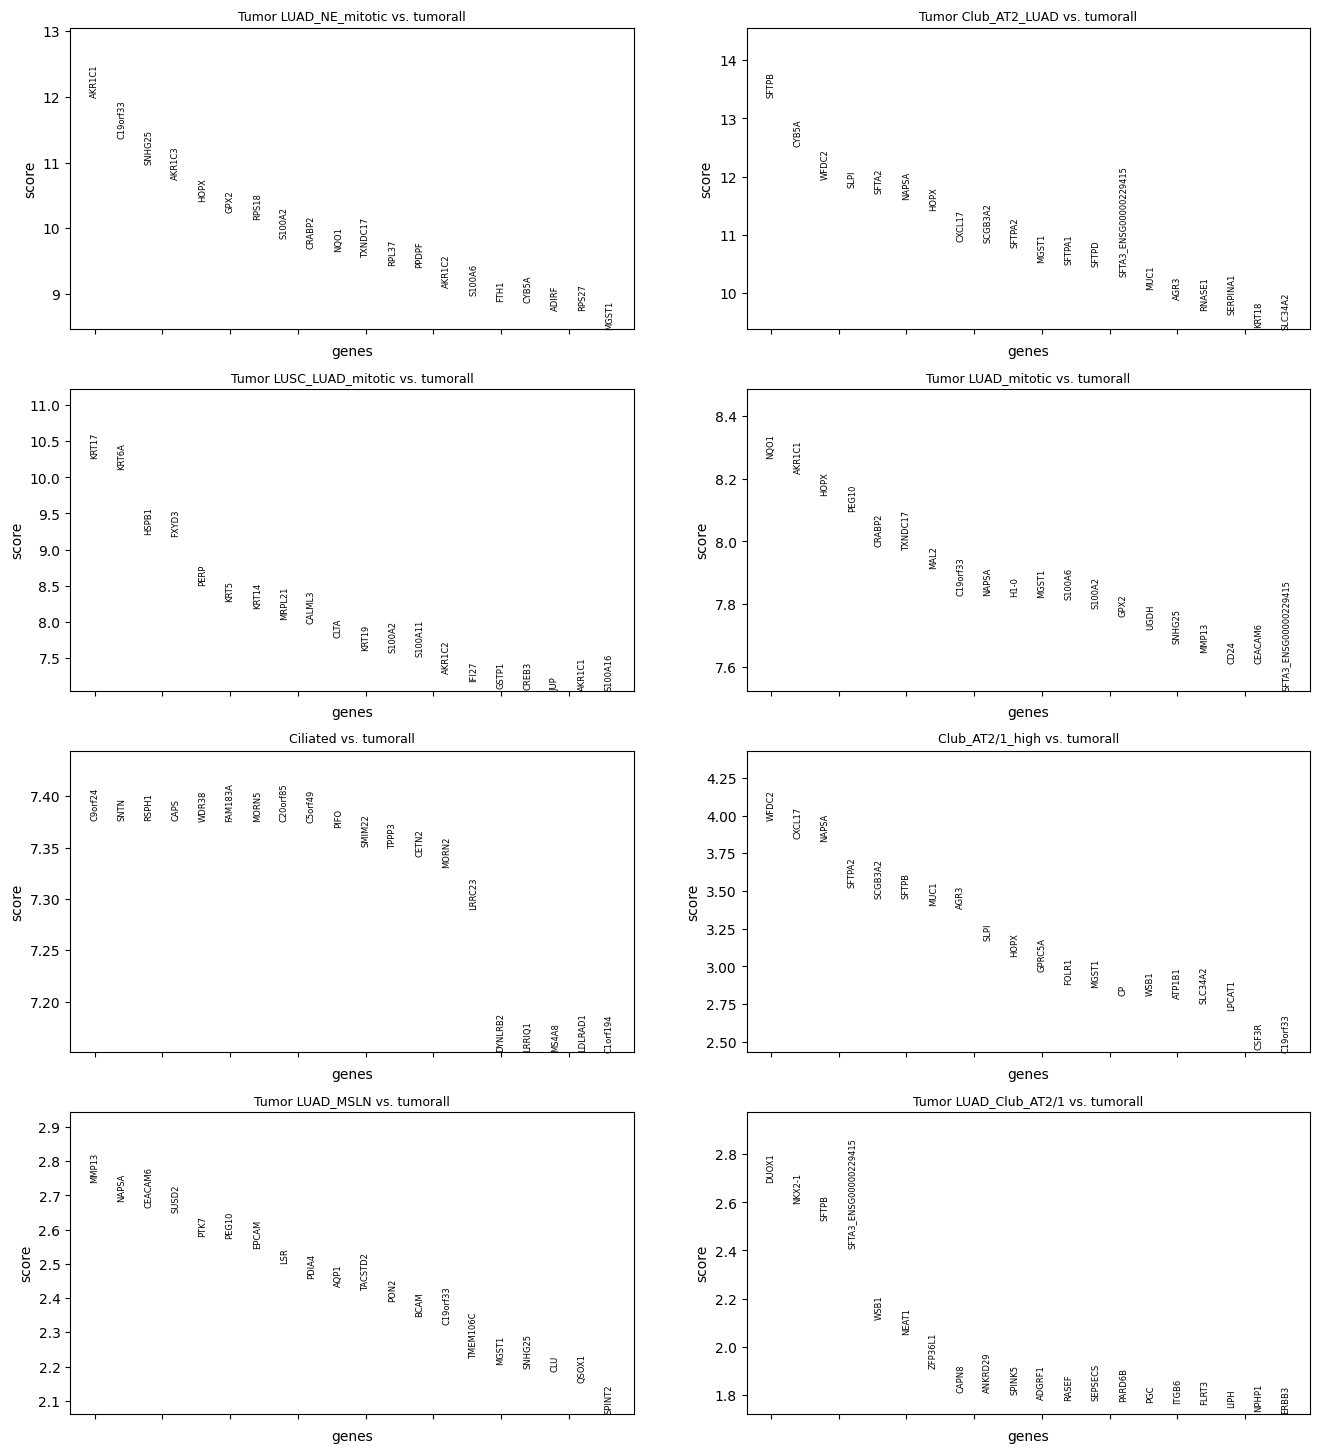 Tumor LUAD_NE_mitotic vs. tumorall
13
12
11
10
9
score
AKR1C1
C19orf33
SNHG25
AKR1C3
HOPX
GPX2
RPS18
S100A2
CRABP2
NQO1
TXNDC17
RPL37
PPDPF
AKR1C2
S100A6
FTH1
CYB5A
ADIRF
RPS27
MGST1
genes
Tumor Club_AT2_LUAD vs. tumorall
14
13
12
11
10
score
SFTPB
CYB5A
WFDC2
SLPI
SFTA2
NAPSA
HOPX
CXCL17
SCGB3A2
SFTPA2
MGST1
SFTPA1
SFTPD
SFTA3_ENSG00000229415
MUC1
AGR3
RNASE1
SERPINA1
KRT18
SLC34A2
genes
Tumor LUSC_LUAD_mitotic vs. tumorall
11.0
10.5
10.0
9.5
9.0
8.5
8.0
7.5
score
KRT17
KRT6A
HSPB1
FXYD3
PERP
KRT5
KRT14
MRPL21
CALML3
CLTA
KRT19
S100A2
S100A11
AKR1C2
IFI27
GSTP1
CREB3
JUP
AKR1C1
S100A16
genes
Tumor LUAD_mitotic vs. tumorall
8.4
8.2
8.0
7.8
7.6
score
NQO1
AKR1C1
HOPX
PEG10
CRABP2
TXNDC17
MAL2
C19orf33
NAPSA
H1-0
MGST1
S100A6
S100A2
GPX2
UGDH
SNHG25
MMP13
CD24
CEACAM6
SFTA3_ENSG00000229415
genes
Ciliated vs. tumorall
7.40
7.35
7.30
7.25
7.20
score
C9orf24
SNTN
RSPH1
CAPS
WDR38
FAM183A
MORN5
C20orf85
C5orf49
PIFO
SMIM22
TPPP3
CETN2
MORN2
LRRC23
DYNLRB2
LRRIQ1
MS4A8
LDLRAD1
C1orf194
genes
Club_AT2/1_high vs. tumorall
4.25
4.00
3.75
3.50
3.25
3.00
2.75
2.50
score
WFDC2
CXCL17
NAPSA
SFTPA2
SCGB3A2
SFTPB
MUC1
AGR3
SLPI
HOPX
GPRC5A
FOLR1
MGST1
CP
WSB1
ATP1B1
SLC34A2
LPCAT1
CSF3R
C19orf33
genes
Tumor LUAD_MSLN vs. tumorall
2.9
2.8
2.7
2.6
2.5
2.4
2.3
2.2
2.1
score
MMP13
NAPSA
CEACAM6
SUSD2
PTK7
PEG10
EPCAM
LSR
PDIA4
AQP1
TACSTD2
PON2
BCAM
C19orf33
TMEM106C
MGST1
SNHG25
CLU
QSOX1
SPINT2
genes
Tumor LUAD_Club_AT2/1 vs. tumorall
2.8
2.6
2.4
2.2
2.0
1.8
score
DUOX1
NKX2-1
SFTPB
SFTA3_ENSG00000229415
WSB1
NEAT1
ZFP36L1
CAPN8
ANKRD29
SPINK5
ADGRF1
RASEF
SEPSECS
PARD6B
PGC
ITGB6
FLRT3
LIPH
NPHP1
ERBB3
genes